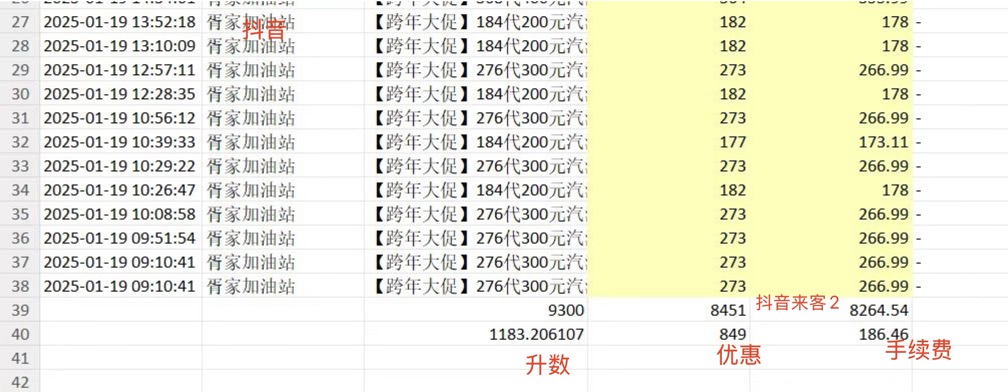 27 2025-01-19 13:52:18 胥家加油站 【跨年大促】184代200元汽 182 178 -
抖音
28 2025-01-19 13:10:09 胥家加油站 【跨年大促】184代200元汽 182 178 -
29 2025-01-19 12:57:11 胥家加油站 【跨年大促】276代300元汽 273 266.99 -
30 2025-01-19 12:28:35 胥家加油站 【跨年大促】184代200元汽 182 178 -
31 2025-01-19 10:56:12 胥家加油站 【跨年大促】276代300元汽 273 266.99 -
32 2025-01-19 10:39:33 胥家加油站 【跨年大促】184代200元汽 177 173.11 -
33 2025-01-19 10:29:22 胥家加油站 【跨年大促】276代300元汽 273 266.99 -
34 2025-01-19 10:26:47 胥家加油站 【跨年大促】184代200元汽 182 178 -
35 2025-01-19 10:08:58 胥家加油站 【跨年大促】276代300元汽 273 266.99 -
36 2025-01-19 09:51:54 胥家加油站 【跨年大促】276代300元汽 273 266.99 -
37 2025-01-19 09:10:41 胥家加油站 【跨年大促】276代300元汽 273 266.99 -
38 2025-01-19 09:10:41 胥家加油站 【跨年大促】276代300元汽 273 266.99 -
39 9300 8451 抖音来客2 8264.54
40 1183.206107 849 186.46
41 升数 优惠 手续费
42